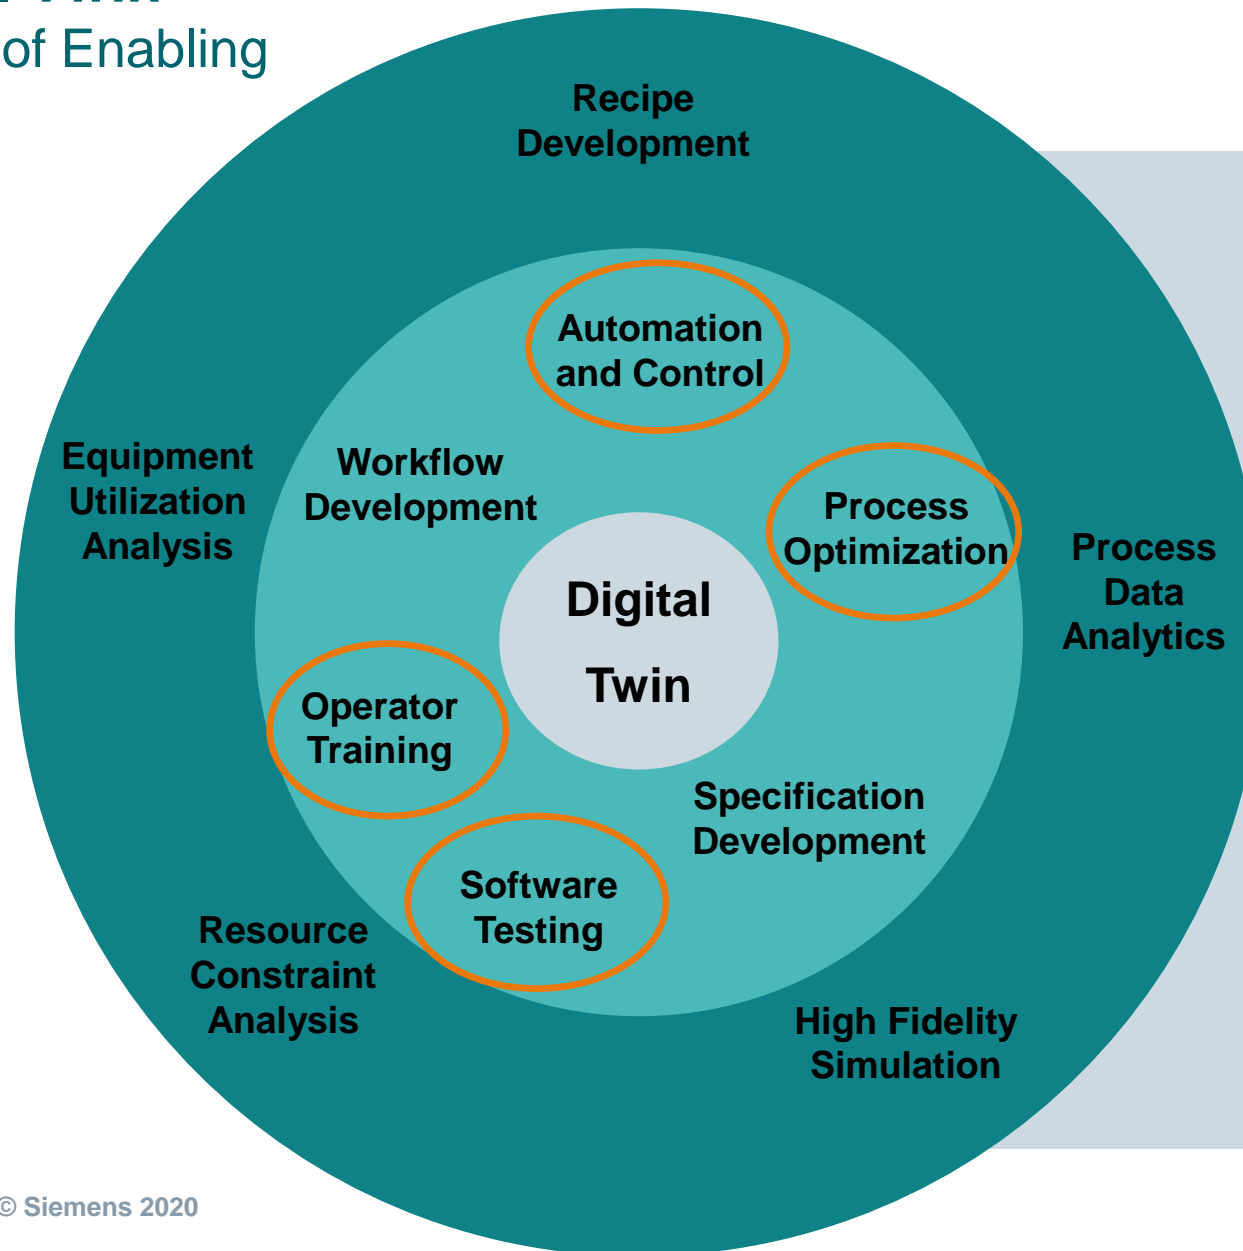 of Enabling
Recipe
Development
Automation
and Control
Equipment
Utilization
Analysis
Workflow
Development
Process
Optimization
Process
Data
Analytics
Digital
Twin
Operator
Training
Specification
Development
Software
Testing
Resource
Constraint
Analysis
High Fidelity
Simulation
© Siemens 2020